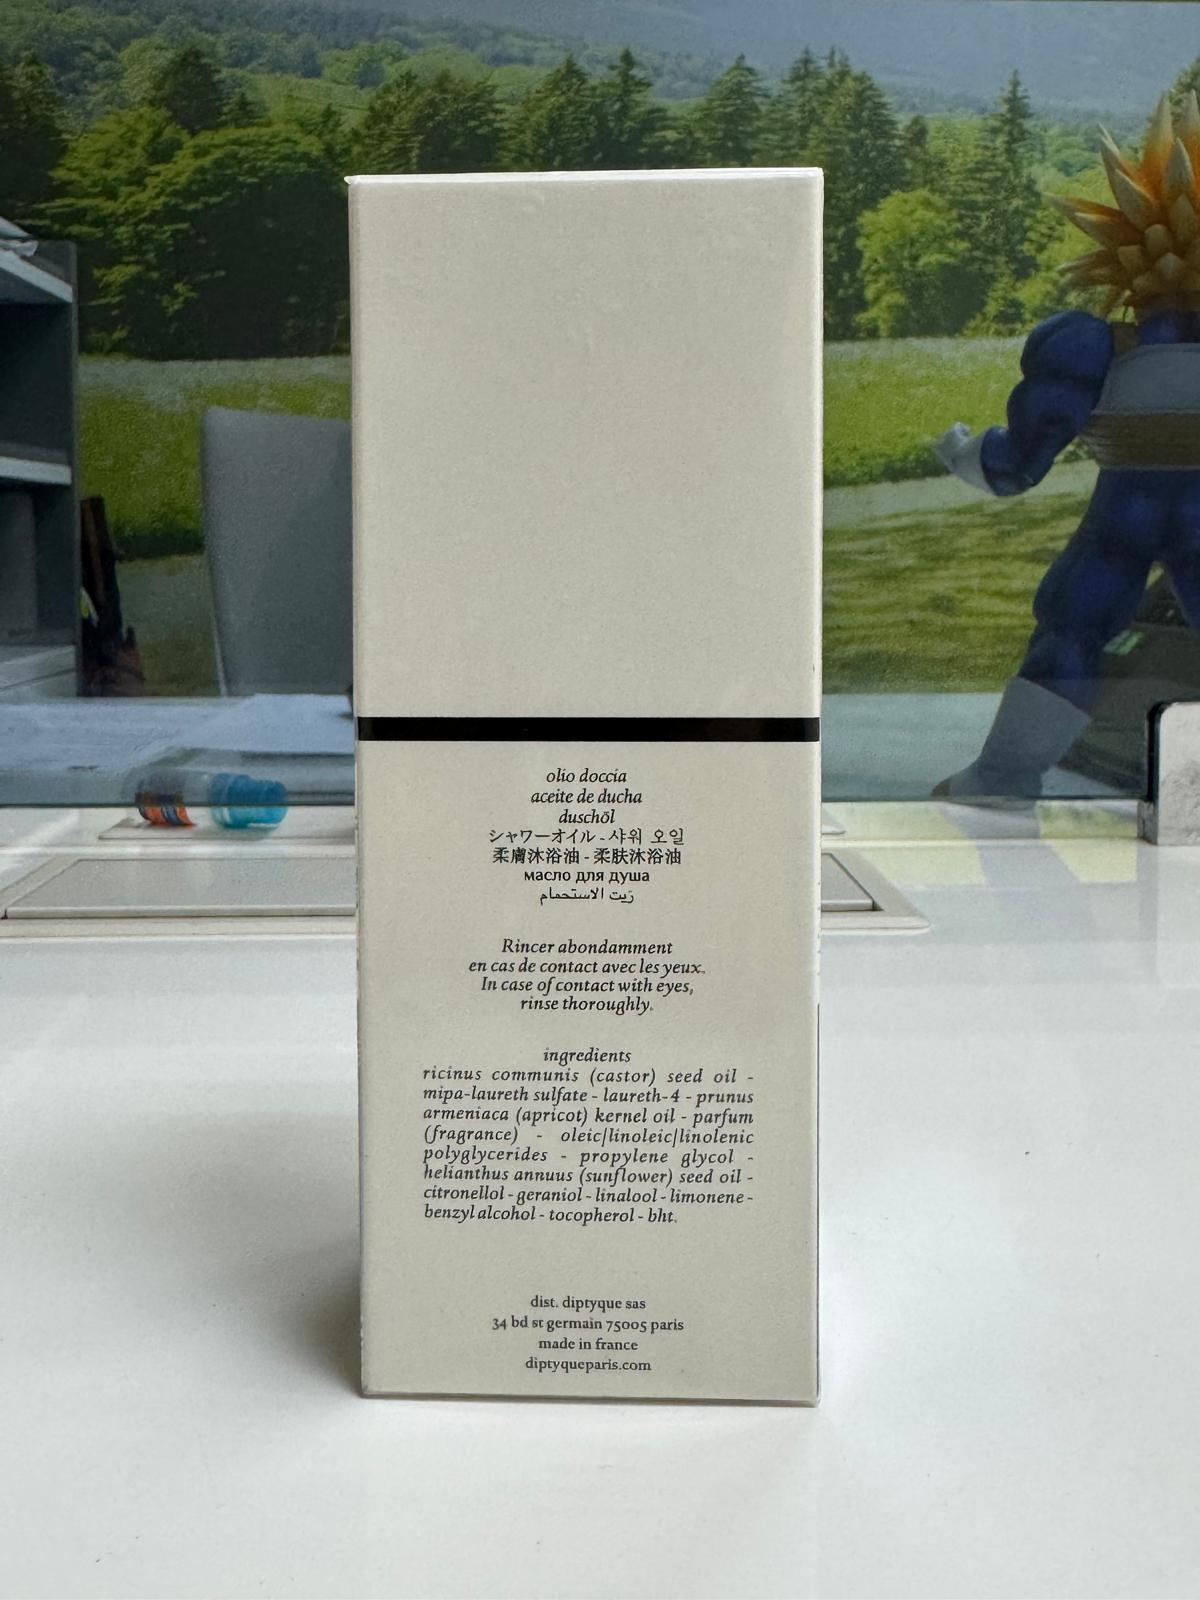 olio doccia
aceite de ducha
duschöl
シャワーオイル - 샤워 오일
柔膚沐浴油 - 柔肤沐浴油
масло для душа
زيت الاستحمام
Rincer abondamment
en cas de contact avec les yeux.
In case of contact with eyes,
rinse thoroughly.
ingredients
ricinus communis (castor) seed oil -
mipa-laureth sulfate - laureth-4 - prunus
armeniaca (apricot) kernel oil - parfum
(fragrance) - oleic/linoleic/linolenic
polyglycerides - propylene glycol -
helianthus annuus (sunflower) seed oil -
citronellol - geraniol - linalool - limonene -
benzyl alcohol - tocopherol - bht.
dist. diptyque sas
34 bd st germain 75005 paris
made in france
diptyqueparis.com